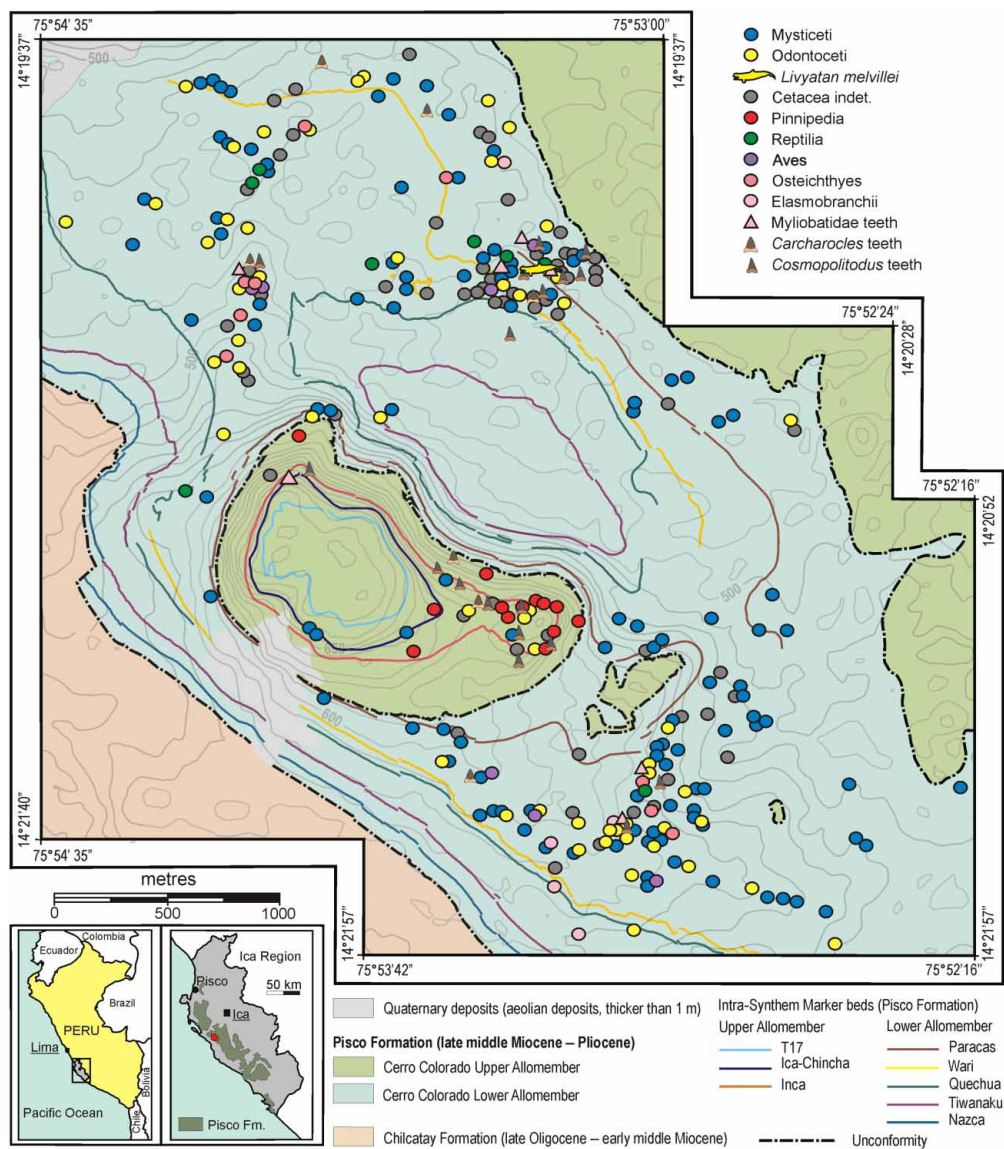 75°54' 35"
75°53'00"
14°19'37"
14°19'37"
500
Mysticeti
Odontoceti
Livyatan melvillei
Cetacea indet.
Pinnipedia
Reptilia
Aves
Osteichthyes
Elasmobranchii
Myliobatidae teeth
Carcharocles teeth
Cosmopolitodus teeth
75°52'24"
14°20'28"
500
500
75°52'16"
14°20'52
500
650
600
14°21'40"
75°54' 35"
metres
0 500 1000
14°21'57"
14°21'57"
75°53'42"
75°52'16"
Ecuador
Colombia
Brazil
PERU
Lima
Bolivia
Pacific Ocean
Chile
Ica Region
Pisco
50 km
Ica
Pisco Fm.
Quaternary deposits (aeolian deposits, thicker than 1 m)
Pisco Formation (late middle Miocene – Pliocene)
Cerro Colorado Upper Allomember
Cerro Colorado Lower Allomember
Chilcatay Formation (late Oligocene – early middle Miocene)
Intra-Synthem Marker beds (Pisco Formation)
Upper Allomember
T17
Ica-Chincha
Inca
Lower Allomember
Paracas
Wari
Quechua
Tiwanaku
Nazca
Unconformity